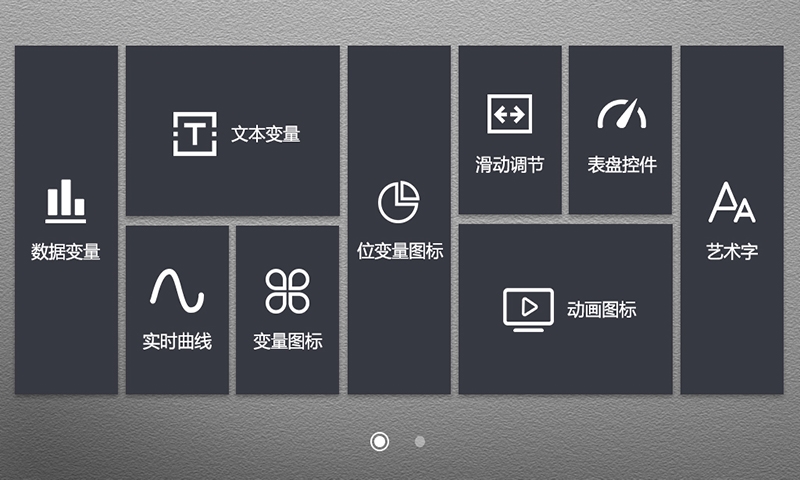 数据变量
文本变量
实时曲线
变量图标
位变量图标
滑动调节
表盘控件
动画图标
艺术字